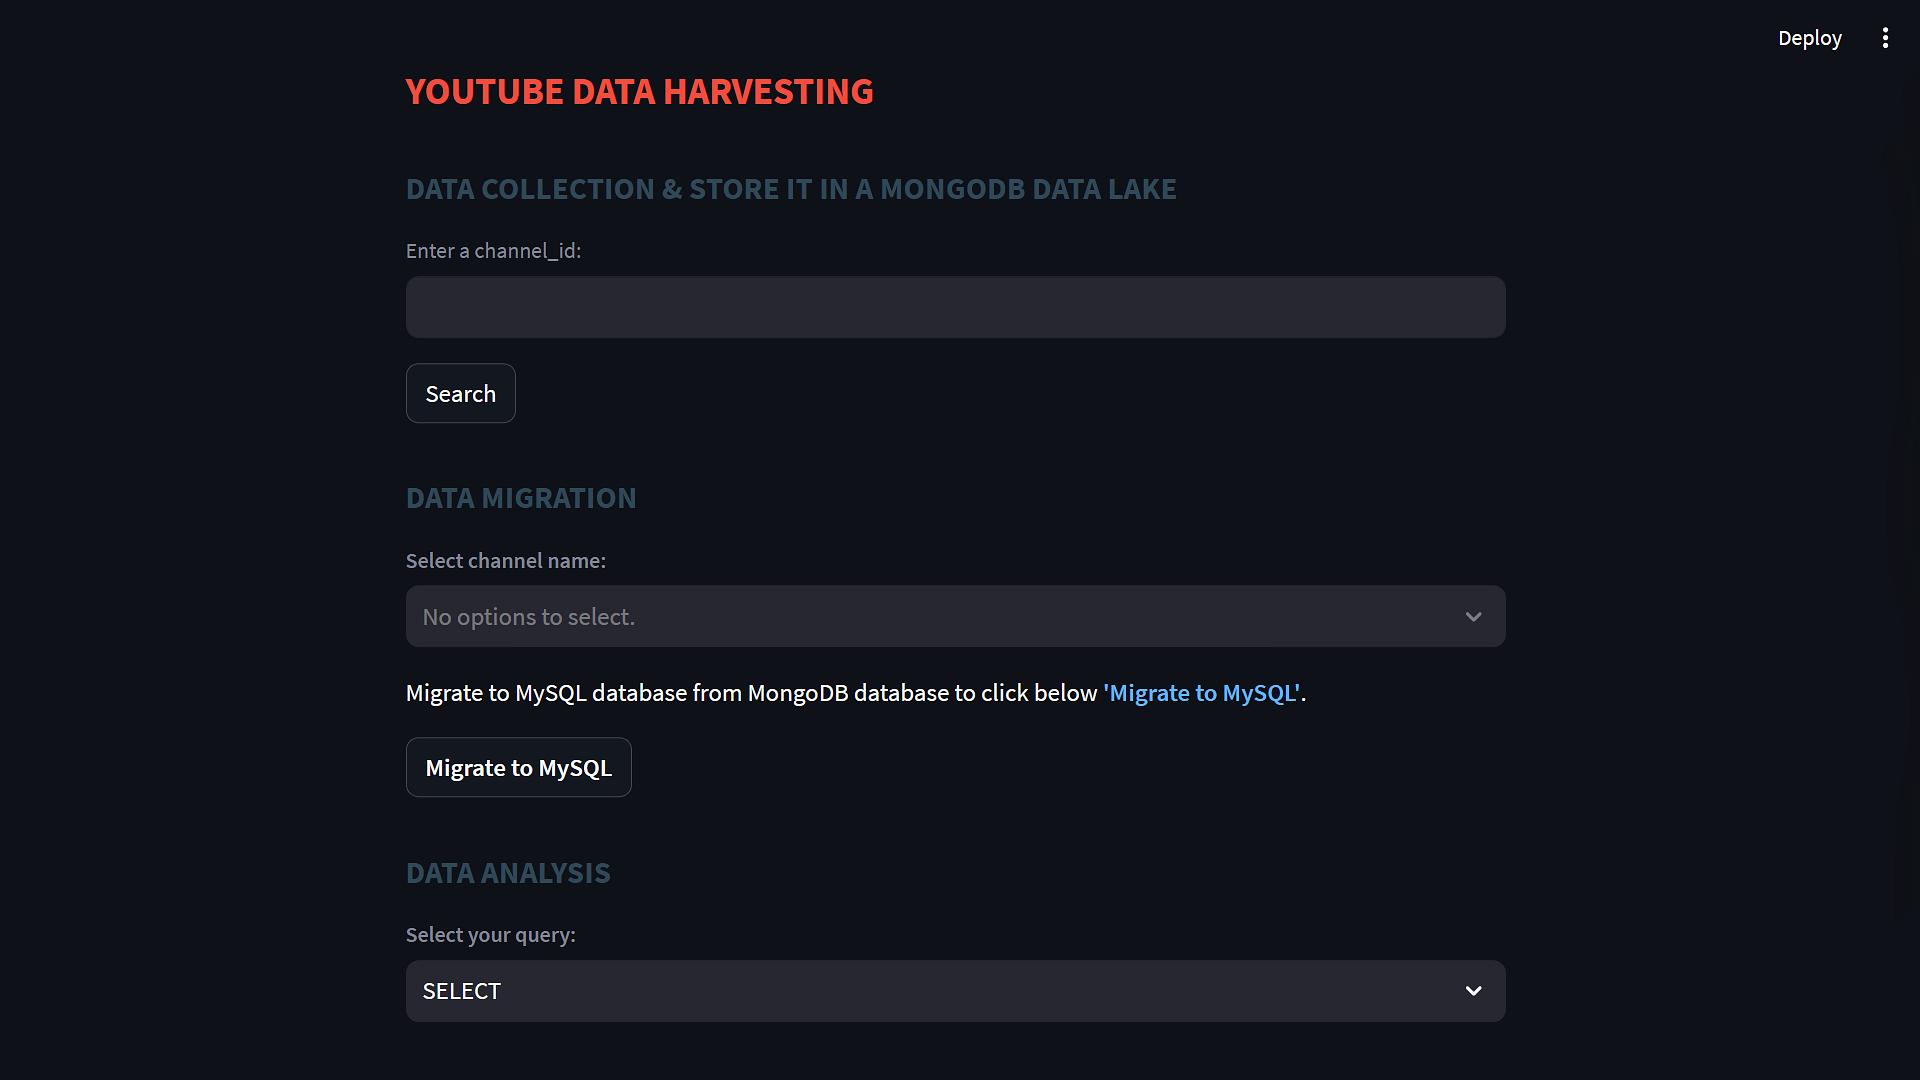 Deploy
YOUTUBE DATA HARVESTING
DATA COLLECTION & STORE IT IN A MONGODB DATA LAKE
Enter a channel_id:
Search
DATA MIGRATION
Select channel name:
No options to select.
Migrate to MySQL database from MongoDB database to click below 'Migrate to MySQL'.
Migrate to MySQL
DATA ANALYSIS
Select your query:
SELECT